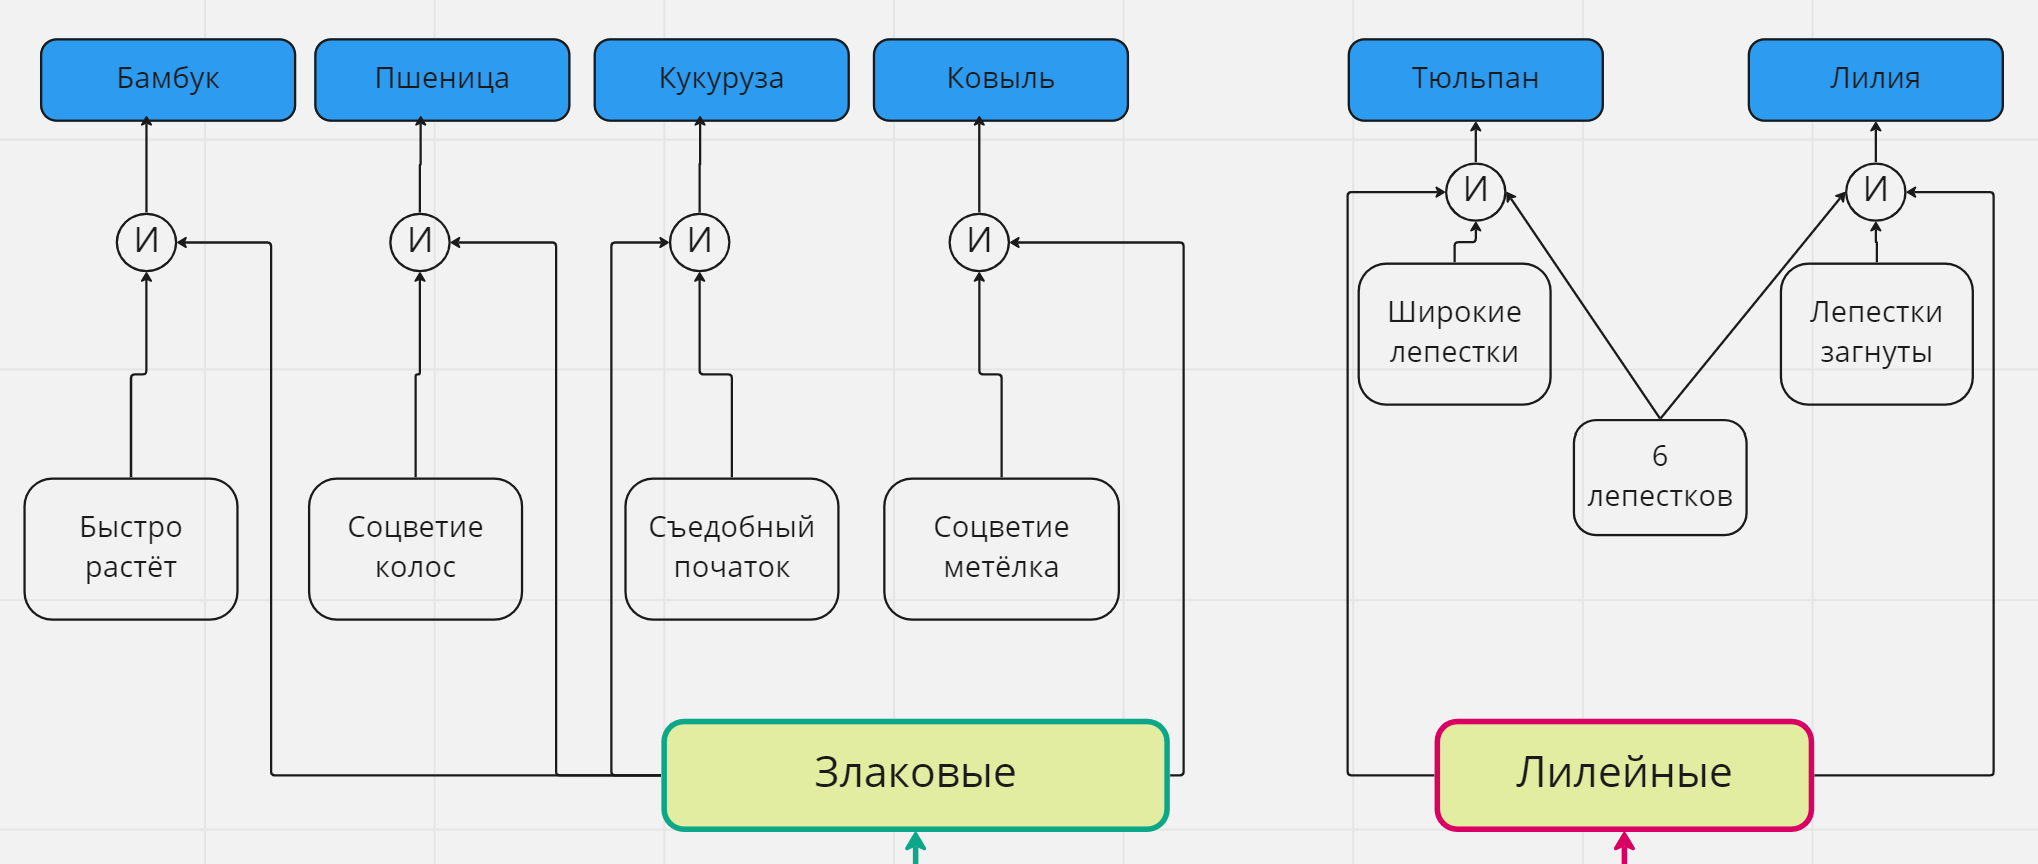 Бамбук
Пшеница
Кукуруза
Ковыль
Тюльпан
Лилия
И
И
И
И
И
И
Широкие
лепестки
Лепестки
загнуты
6
лепестков
Быстро
растёт
Соцветие
колос
Съедобный
початок
Соцветие
метёлка
Злаковые
Лилейные